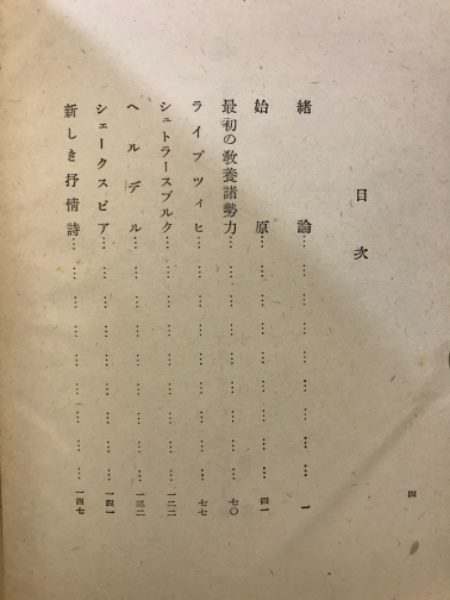 目次
緒論………………………………一
始原………………………………四一
最初の教養諸勢力………………………………七〇
ライプツィヒ………………………………七七
シュトラースブルク………………………………一二二
ヘルデル………………………………一三二
シェークスピア………………………………一四一
新しき抒情詩………………………………一四七
四